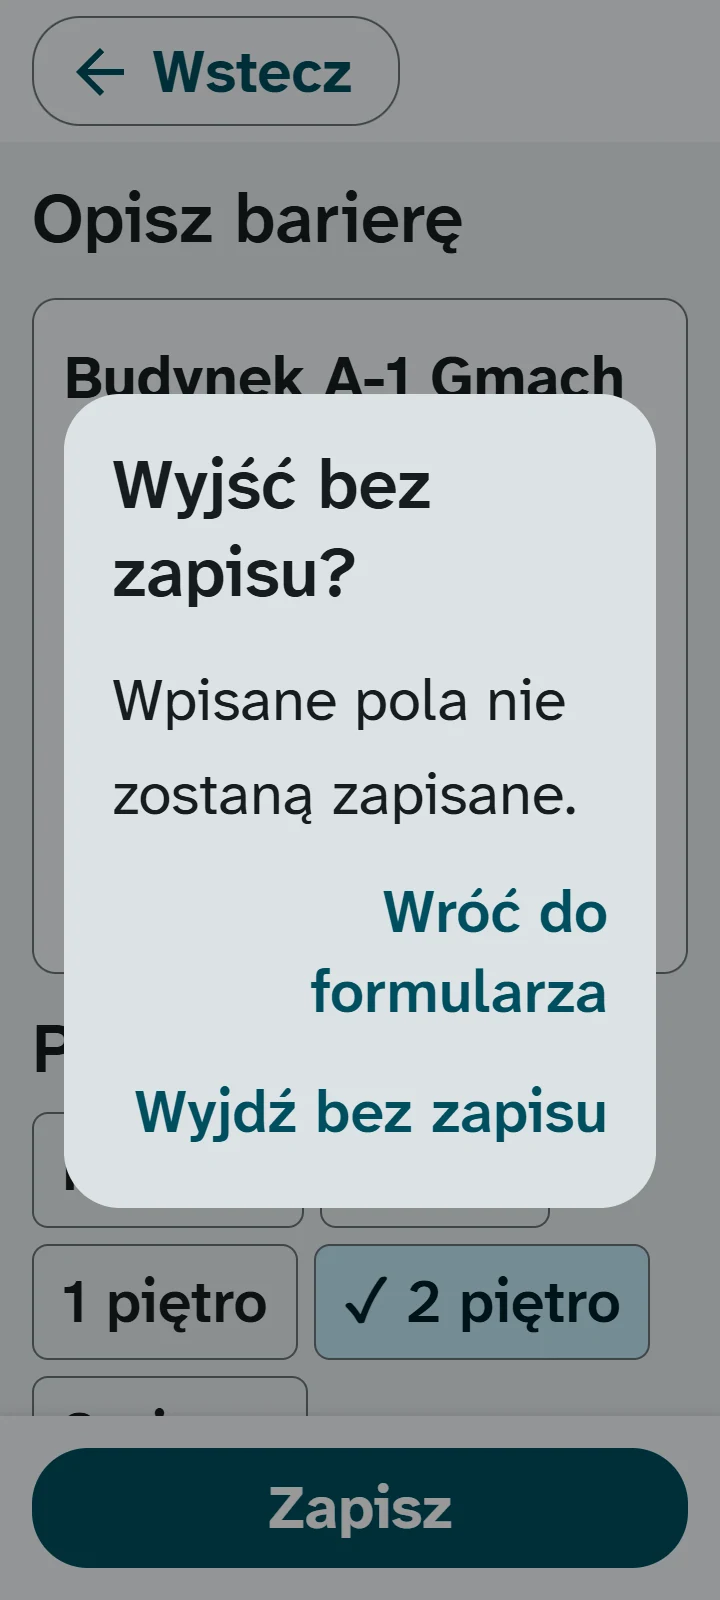 ← Wstecz
Opisz barierę
Budynek A-1 Gmach
Wyjść bez
zapisu?
Wpisane pola nie
zostaną zapisane.
Wróć do
formularza
Wyjdź bez zapisu
1 piętro
✓ 2 piętro
Zapisz